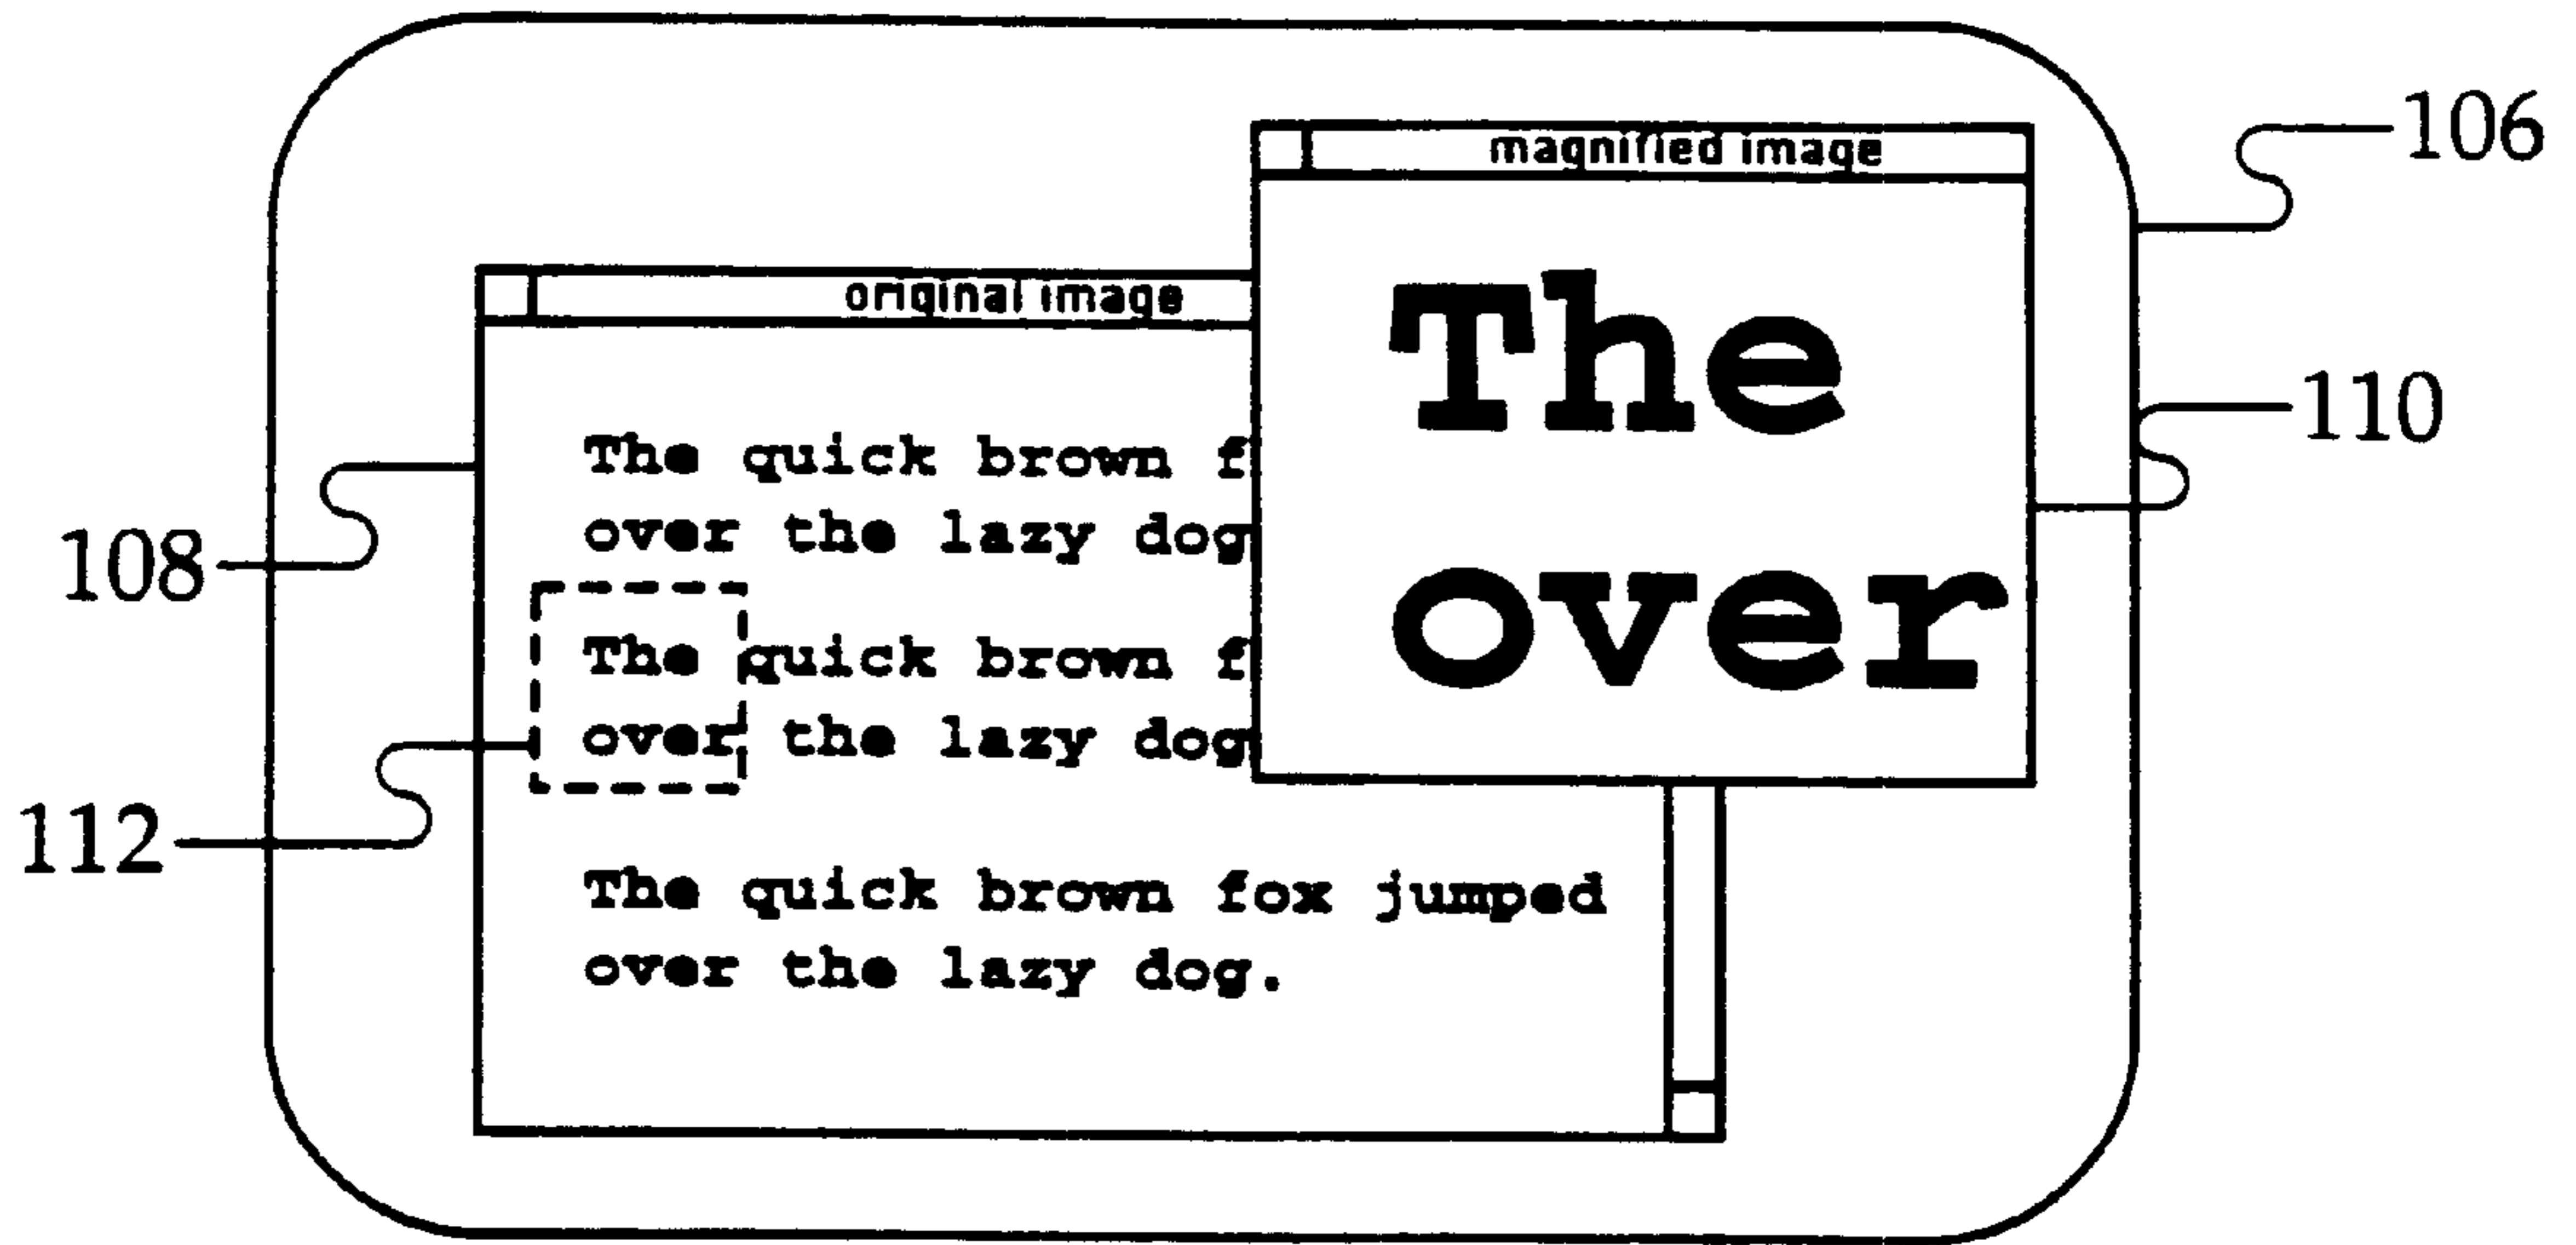 106
magnified image
The
over
110
original image
The quick brown f
over the lazy dog
108
The quick brown f
over the lazy dog
112
The quick brown fox jumped
over the lazy dog.